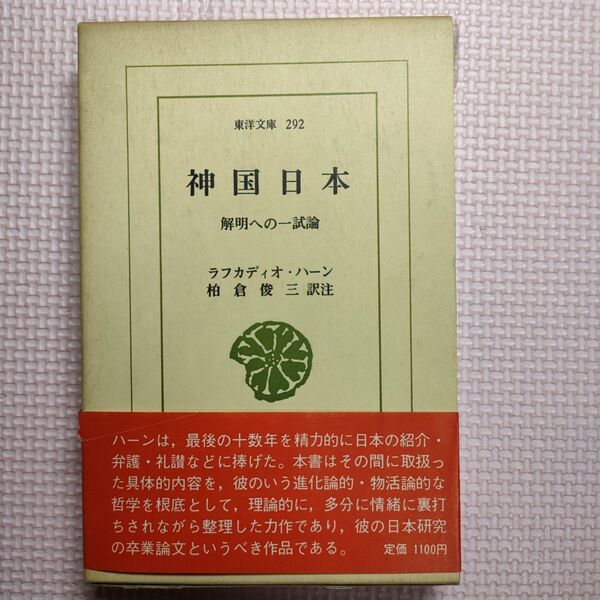 東洋文庫 292
神国日本
解明への一試論
ラフカディオ・ハーン
柏倉俊三訳注
ハーンは，最後の十数年を精力的に日本の紹介・
弁護・礼讃などに捧げた。本書はその間に取扱っ
た具体的内容を，彼のいう進化論的・物活論的な
哲学を根底として，理論的に，多分に情緒に裏打
ちされながら整理した力作であり，彼の日本研究
の卒業論文というべき作品である。 定価 1100円